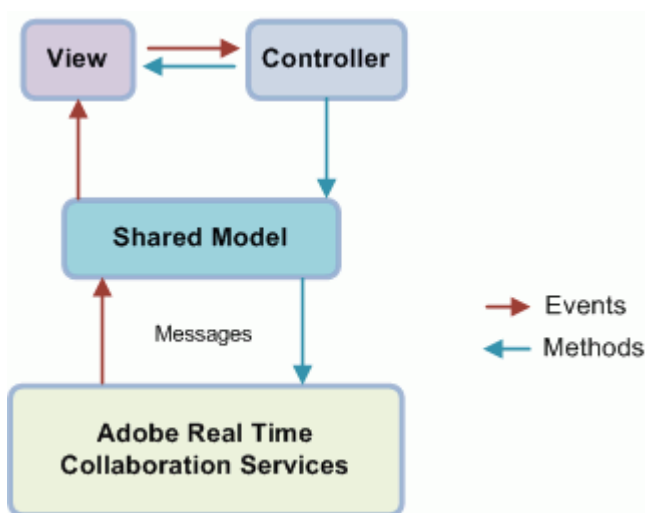 View
Controller
Shared Model
Messages
Events
Methods
Adobe Real Time
Collaboration Services